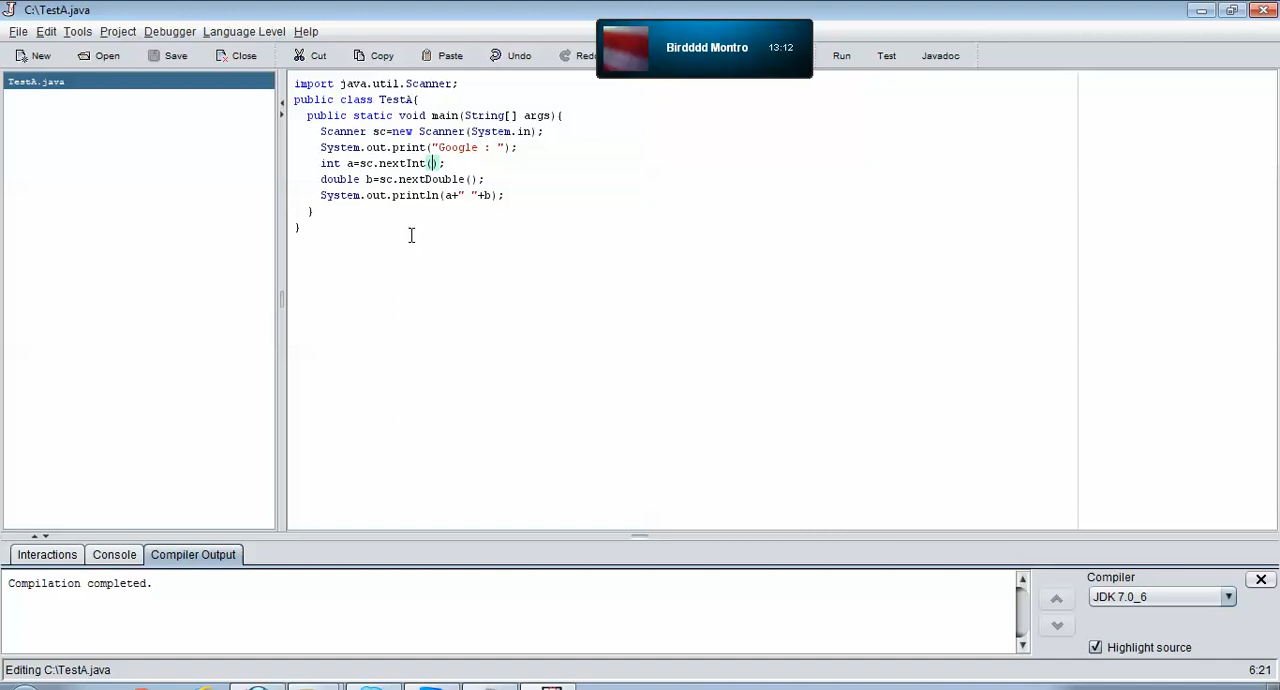 C:\TestA.java
File Edit Tools Project Debugger Language Level Help
Birdddd Montro 13:12
New Open Save Close Cut Copy Paste Undo Redo Run Test Javadoc
TestA.java
import java.util.Scanner;
public class TestA{
public static void main(String[] args){
Scanner sc=new Scanner(System.in);
System.out.print("Google : ");
int a=sc.nextInt();
double b=sc.nextDouble();
System.out.println(a+" "+b);
}
}
Interactions Console Compiler Output
Compilation completed.
Compiler
JDK 7.0_6
Highlight source
Editing C:\TestA.java 6:21